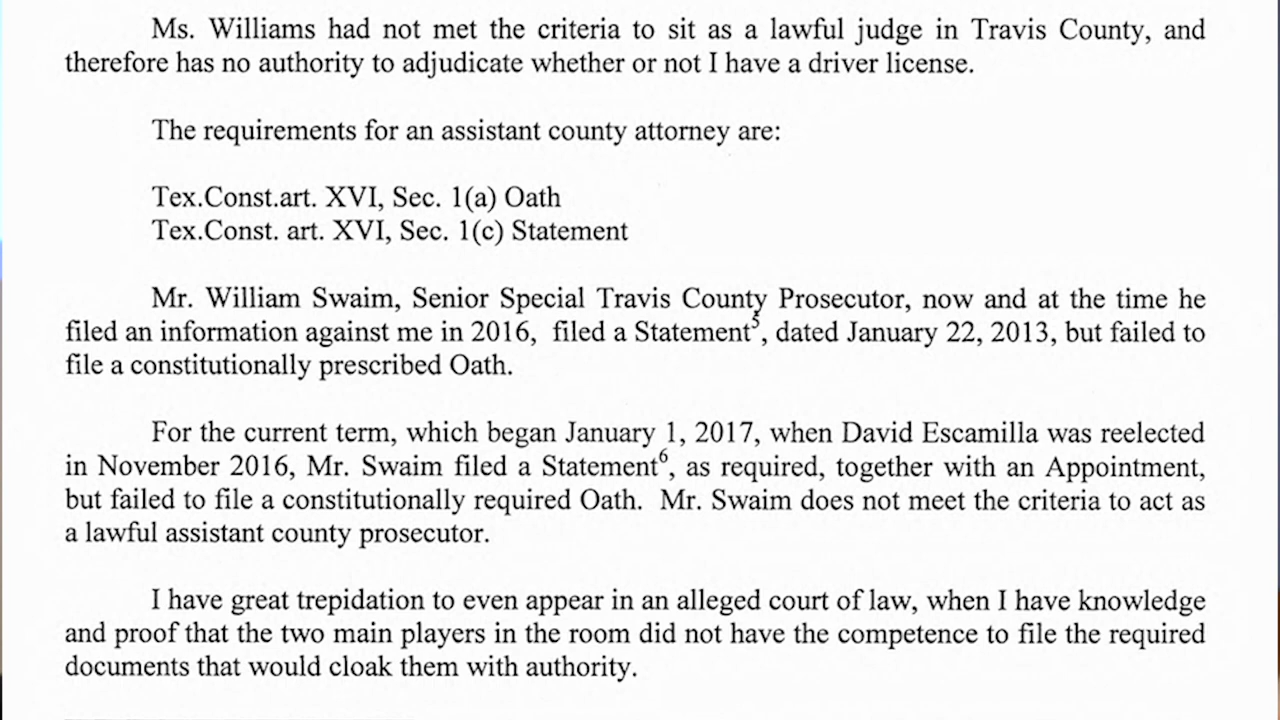 Ms. Williams had not met the criteria to sit as a lawful judge in Travis County, and
therefore has no authority to adjudicate whether or not I have a driver license.
The requirements for an assistant county attorney are:
Tex.Const.art. XVI, Sec. 1(a) Oath
Tex.Const. art. XVI, Sec. 1(c) Statement
Mr. William Swaim, Senior Special Travis County Prosecutor, now and at the time he
filed an information against me in 2016, filed a Statement⁵, dated January 22, 2013, but failed to
file a constitutionally prescribed Oath.
For the current term, which began January 1, 2017, when David Escamilla was reelected
in November 2016, Mr. Swaim filed a Statement⁶, as required, together with an Appointment,
but failed to file a constitutionally required Oath. Mr. Swaim does not meet the criteria to act as
a lawful assistant county prosecutor.
I have great trepidation to even appear in an alleged court of law, when I have knowledge
and proof that the two main players in the room did not have the competence to file the required
documents that would cloak them with authority.